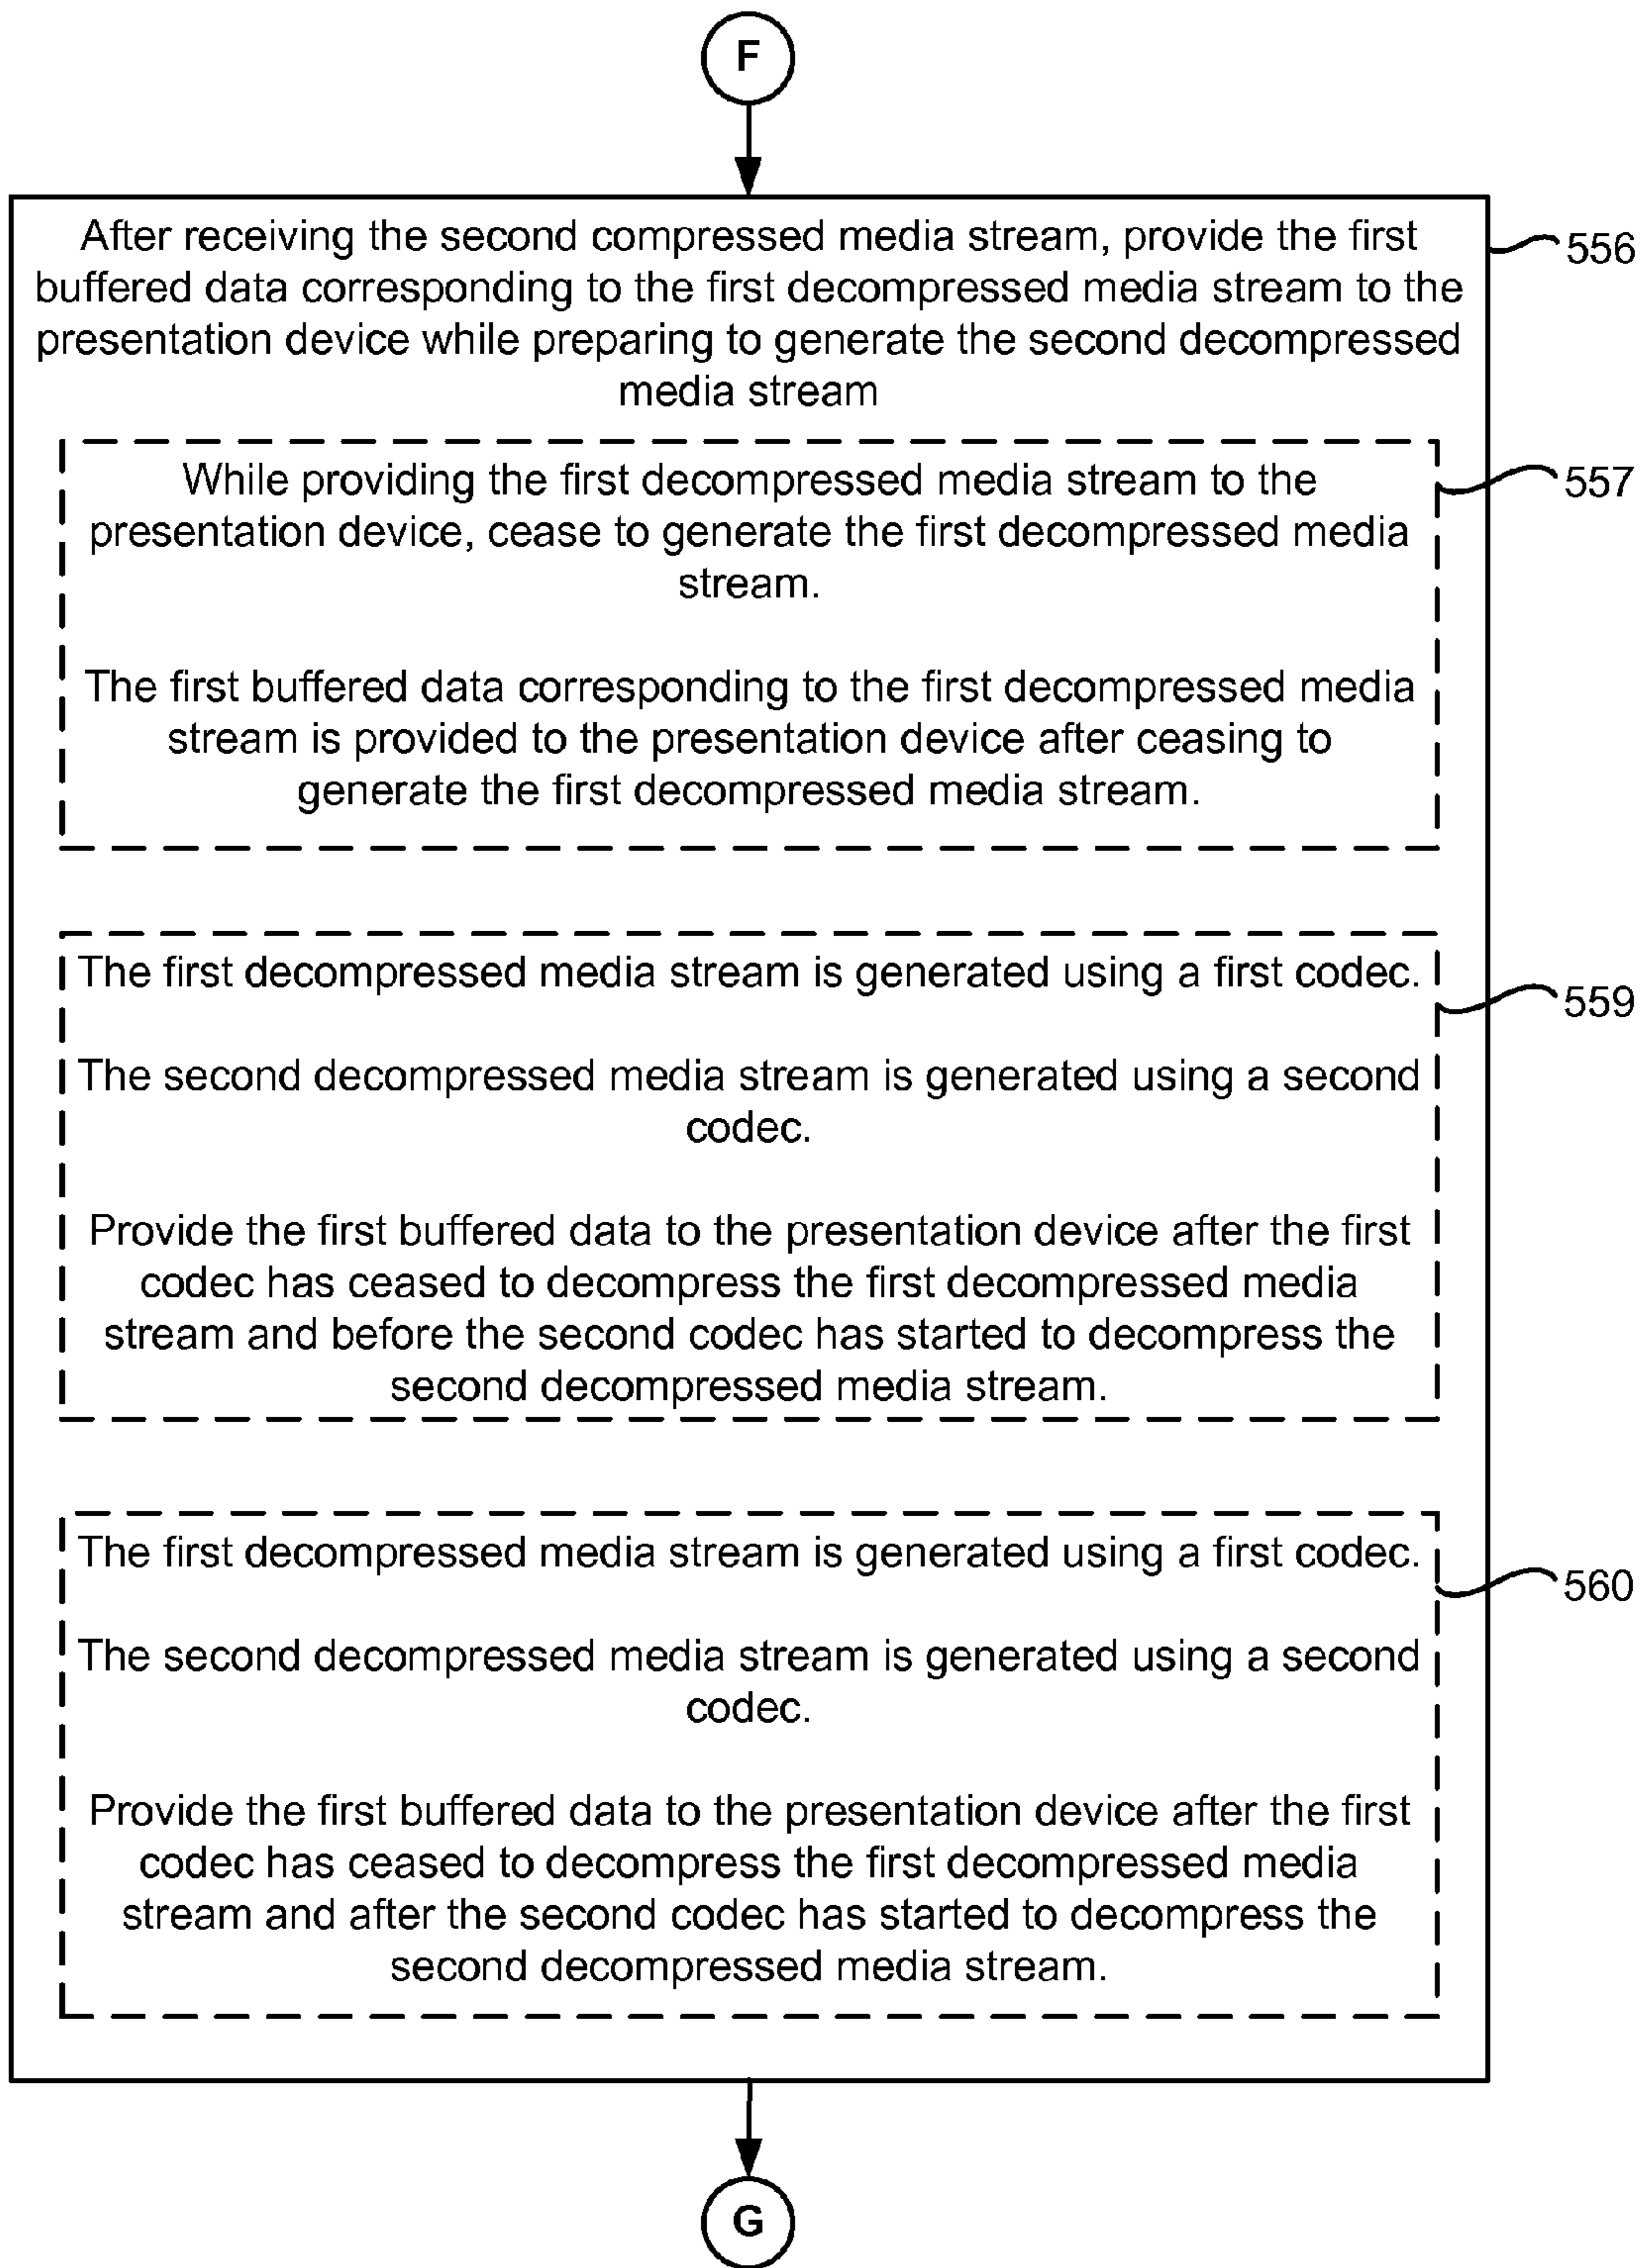 F
After receiving the second compressed media stream, provide the first
buffered data corresponding to the first decompressed media stream to the
presentation device while preparing to generate the second decompressed
media stream
556
While providing the first decompressed media stream to the
presentation device, cease to generate the first decompressed media
stream.
557
The first buffered data corresponding to the first decompressed media
stream is provided to the presentation device after ceasing to
generate the first decompressed media stream.
The first decompressed media stream is generated using a first codec.
559
The second decompressed media stream is generated using a second
codec.
Provide the first buffered data to the presentation device after the first
codec has ceased to decompress the first decompressed media
stream and before the second codec has started to decompress the
second decompressed media stream.
The first decompressed media stream is generated using a first codec.
560
The second decompressed media stream is generated using a second
codec.
Provide the first buffered data to the presentation device after the first
codec has ceased to decompress the first decompressed media
stream and after the second codec has started to decompress the
second decompressed media stream.
G